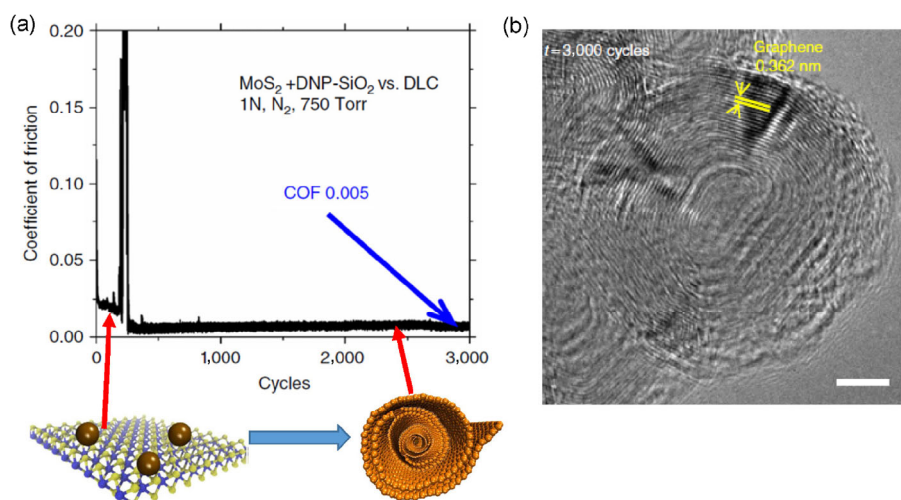 (a)
0.20
0.15
0.10
0.05
0.00
Coefficient of friction
MoS₂ +DNP-SiO₂ vs. DLC
1N, N₂, 750 Torr
COF 0.005
0
1,000
2,000
3,000
Cycles
(b)
t=3,000 cycles
Graphene
0.362 nm